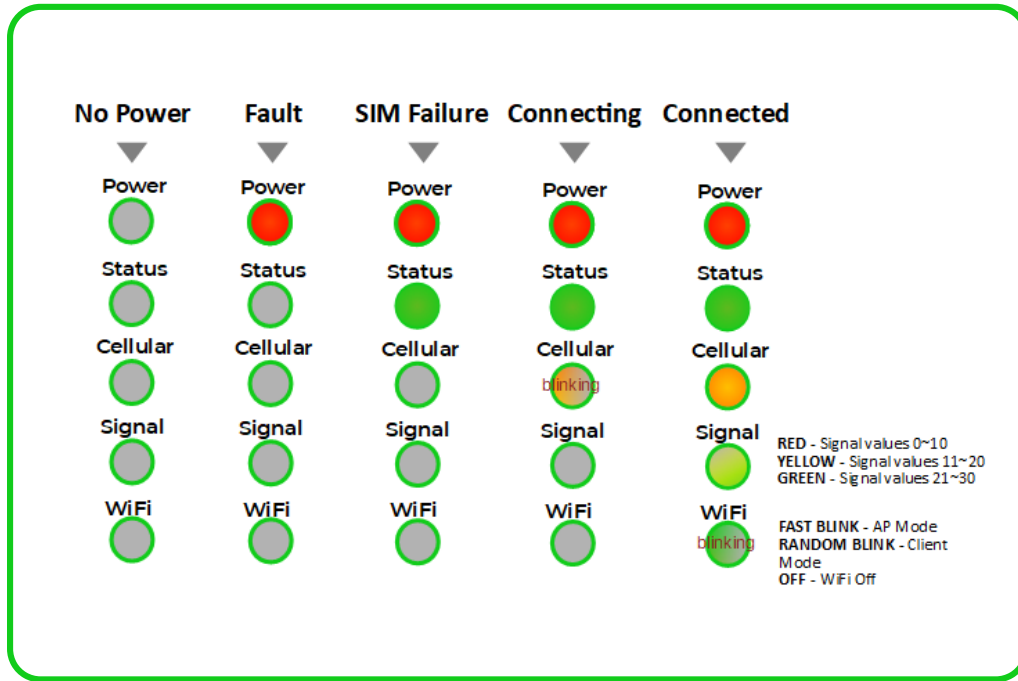 No Power
Fault
SIM Failure
Connecting
Connected
Power
Power
Power
Power
Power
Status
Status
Status
Status
Status
Cellular
Cellular
Cellular
Cellular
Cellular
blinking
Signal
Signal
Signal
Signal
Signal
RED - Signal values 0~10
YELLOW - Signal values 11~20
GREEN - Signal values 21~30
WiFi
WiFi
WiFi
WiFi
WiFi
blinking
FAST BLINK - AP Mode
RANDOM BLINK - Client
Mode
OFF - WiFi Off